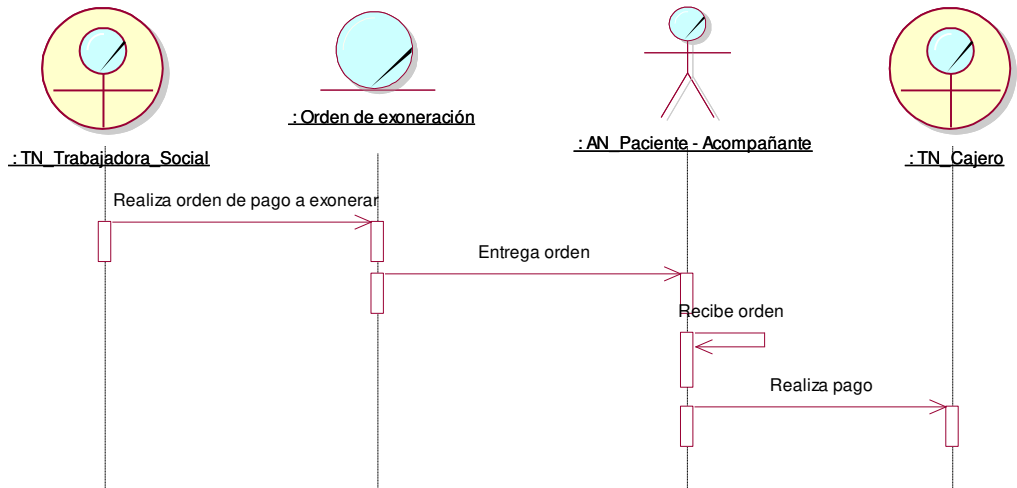 : Orden de exoneración
: AN_Paciente - Acompañante
: TN_Trabajadora_Social
: TN_Cajero
Realiza orden de pago a exonerar
Entrega orden
Recibe orden
Realiza pago